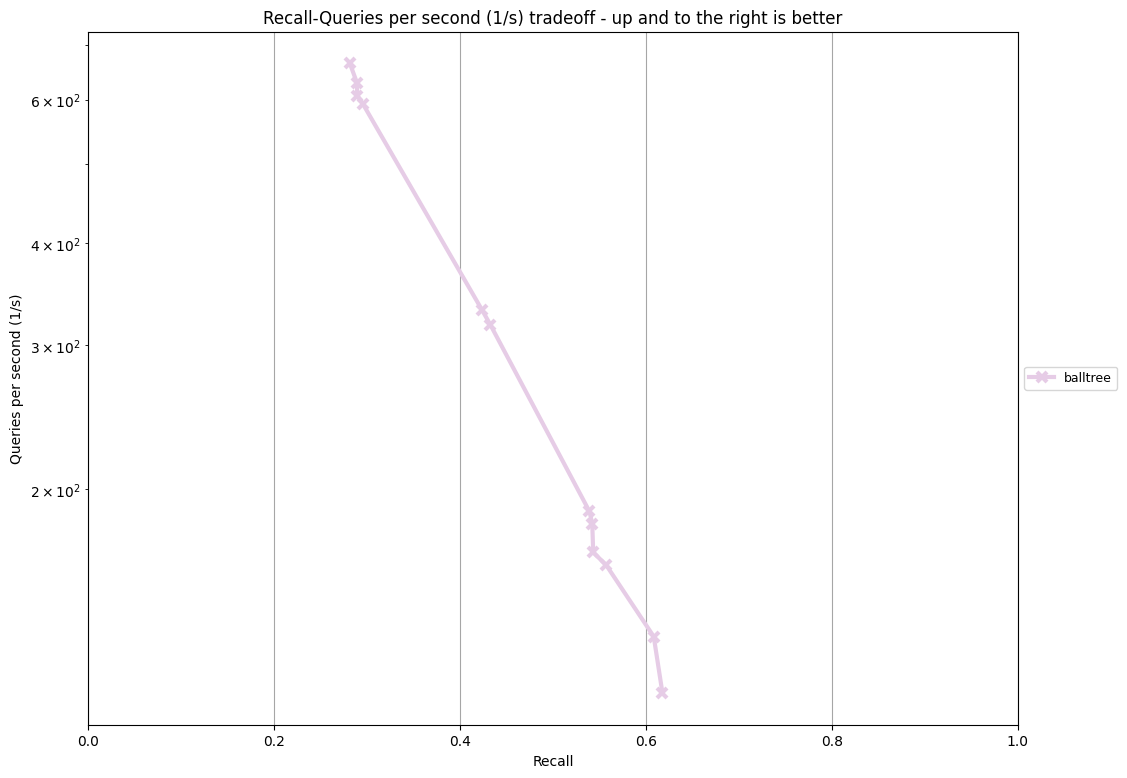 Recall-Queries per second (1/s) tradeoff - up and to the right is better
6 × 10²
4 × 10²
3 × 10²
2 × 10²
Queries per second (1/s)
0.0 0.2 0.4 0.6 0.8 1.0
Recall
balltree